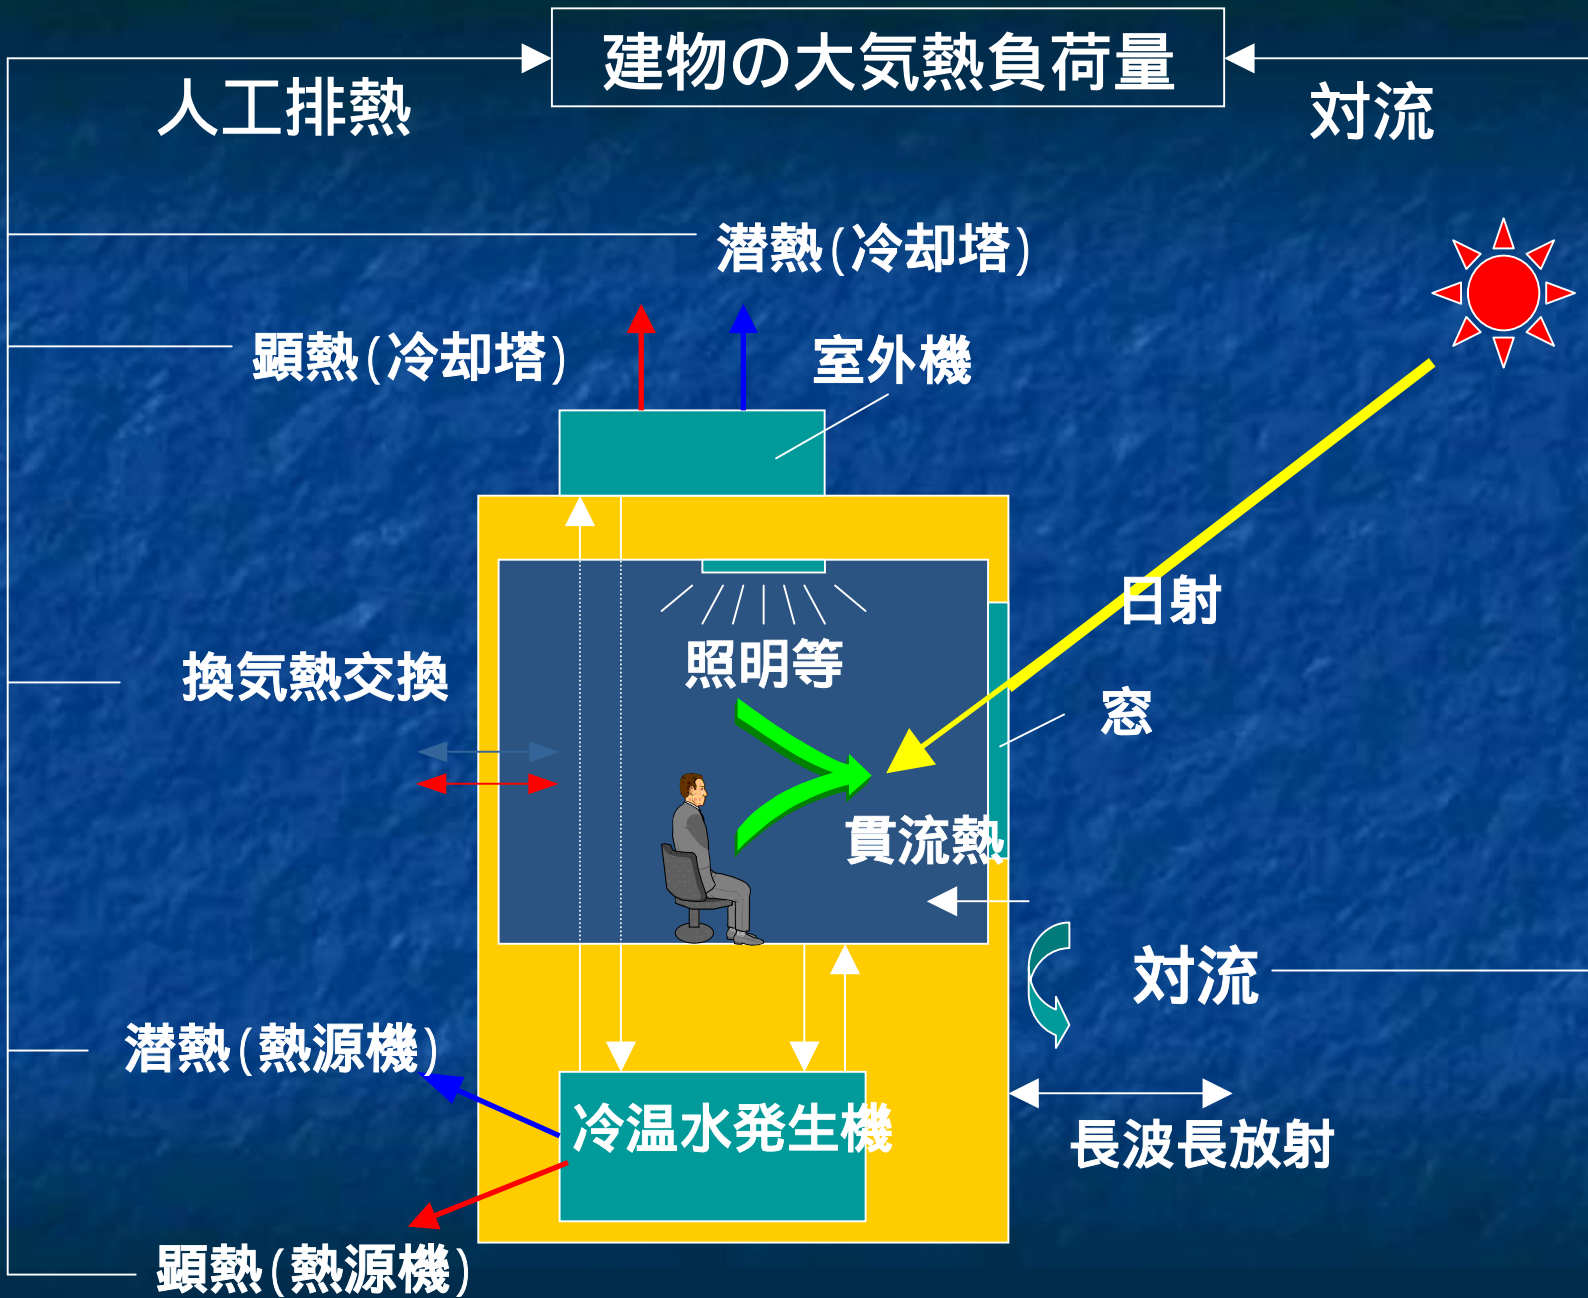 建物の大気熱負荷量
人工排熱
対流
潜熱(冷却塔)
顕熱(冷却塔)
室外機
日射
照明等
換気熱交換
窓
貫流熱
対流
潜熱(熱源機)
冷温水発生機
長波長放射
顕熱(熱源機)